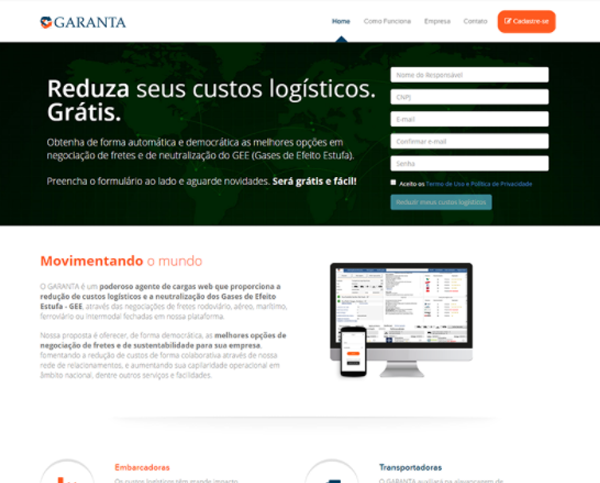 GARANTA
Home Como Funciona Empresa Contato Cadastre-se
Reduza seus custos logísticos.
Grátis.
Obtenha de forma automática e democrática as melhores opções em
negociação de fretes e de neutralização do GEE (Gases de Efeito Estufa).
Preencha o formulário ao lado e aguarde novidades. Será grátis e fácil!
Nome do Responsável
CNPJ
E-mail
Confirmar e-mail
Senha
Aceito os Termo de Uso e Política de Privacidade
Reduzir meus custos logísticos
Movimentando o mundo
O GARANTA é um poderoso agente de cargas web que proporciona a
redução de custos logísticos e a neutralização dos Gases de Efeito
Estufa - GEE, através das negociações de fretes rodoviário, aéreo, marítimo,
ferroviário ou intermodal fechadas em nossa plataforma.
Nossa proposta é oferecer, de forma democrática, as melhores opções de
negociação de fretes e de sustentabilidade para sua empresa,
fomentando a redução de custos de forma colaborativa através de nossa
rede de relacionamentos, e aumentando sua capilaridade operacional em
âmbito nacional, dentre outros serviços e facilidades.
Embarcadoras
Os custos logísticos têm grande impacto
Transportadoras
O GARANTA auxiliará na alavancagem de